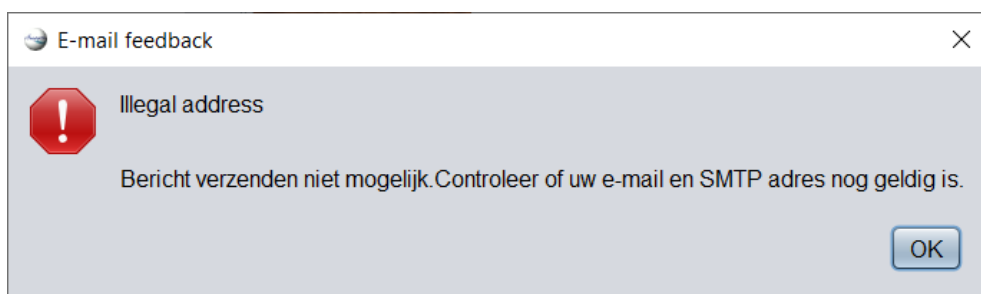 E-mail feedback
Illegal address
Bericht verzenden niet mogelijk.Controleer of uw e-mail en SMTP adres nog geldig is.
OK